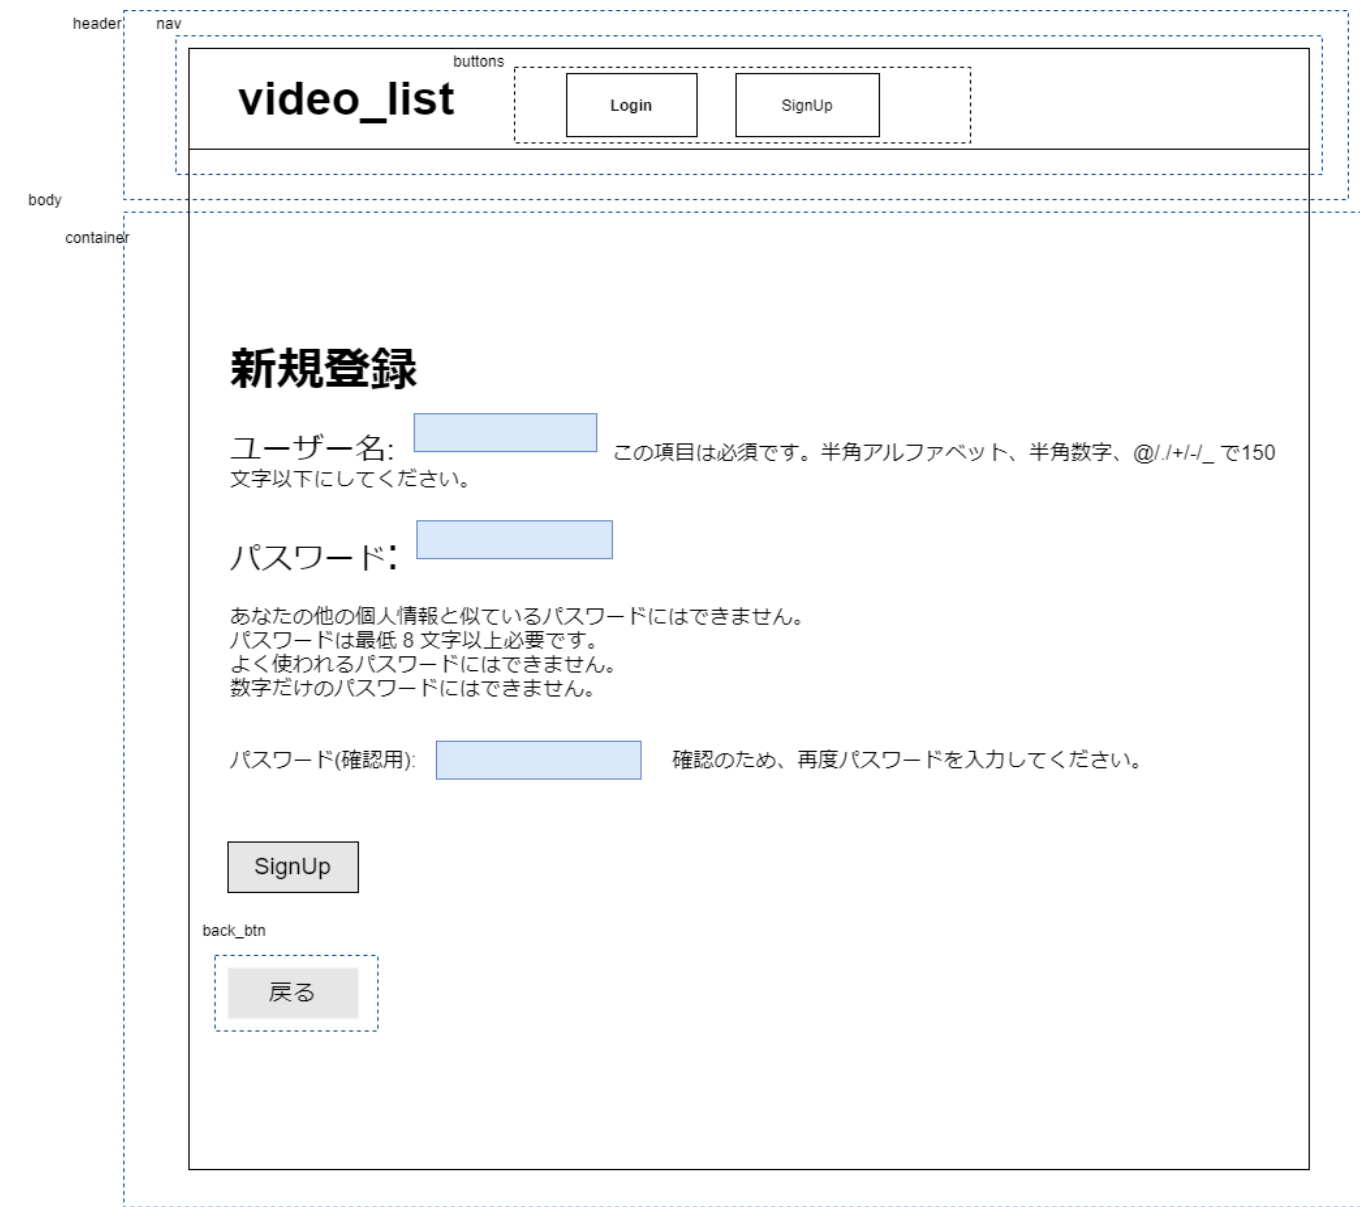 header
nav
buttons
video_list
Login
SignUp
body
container
新規登録
ユーザー名:
この項目は必須です。半角アルファベット、半角数字、@/./+/-/_ で150
文字以下にしてください。
パスワード:
あなたの他の個人情報と似ているパスワードにはできません。
パスワードは最低 8 文字以上必要です。
よく使われるパスワードにはできません。
数字だけのパスワードにはできません。
パスワード(確認用):
確認のため、再度パスワードを入力してください。
SignUp
back_btn
戻る